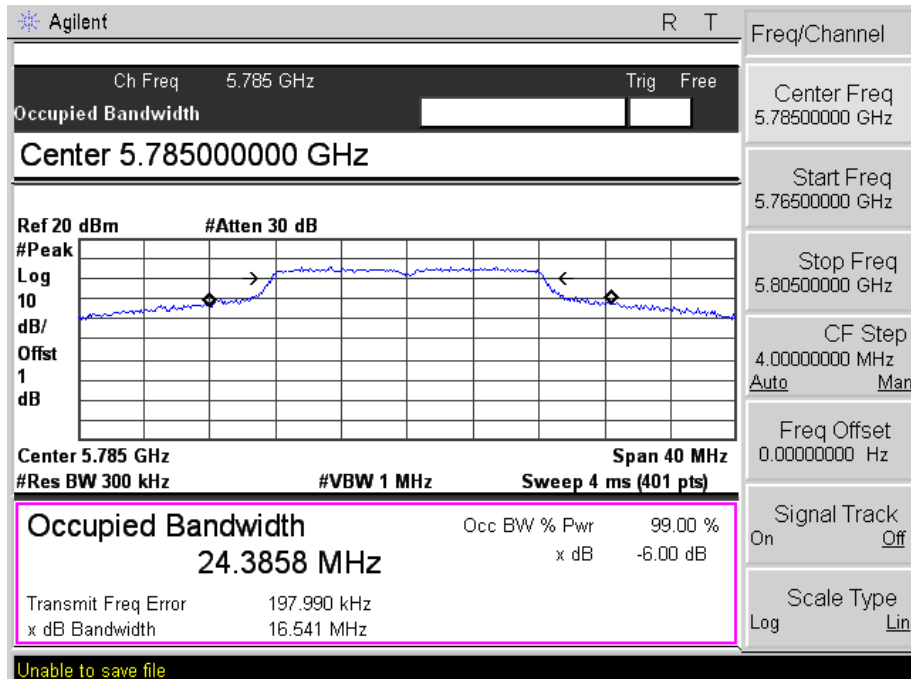 Agilent R T
Ch Freq 5.785 GHz Trig Free
Occupied Bandwidth
Center 5.785000000 GHz
Ref 20 dBm #Atten 30 dB
#Peak
Log
10
dB/
Offst
1
dB
Center 5.785 GHz Span 40 MHz
#Res BW 300 kHz #VBW 1 MHz Sweep 4 ms (401 pts)
Occupied Bandwidth Occ BW % Pwr 99.00 %
24.3858 MHz x dB -6.00 dB
Transmit Freq Error 197.990 kHz
x dB Bandwidth 16.541 MHz
Unable to save file
Freq/Channel
Center Freq
5.78500000 GHz
Start Freq
5.76500000 GHz
Stop Freq
5.80500000 GHz
CF Step
4.00000000 MHz
Auto Man
Freq Offset
0.00000000 Hz
Signal Track
On Off
Scale Type
Log Lin